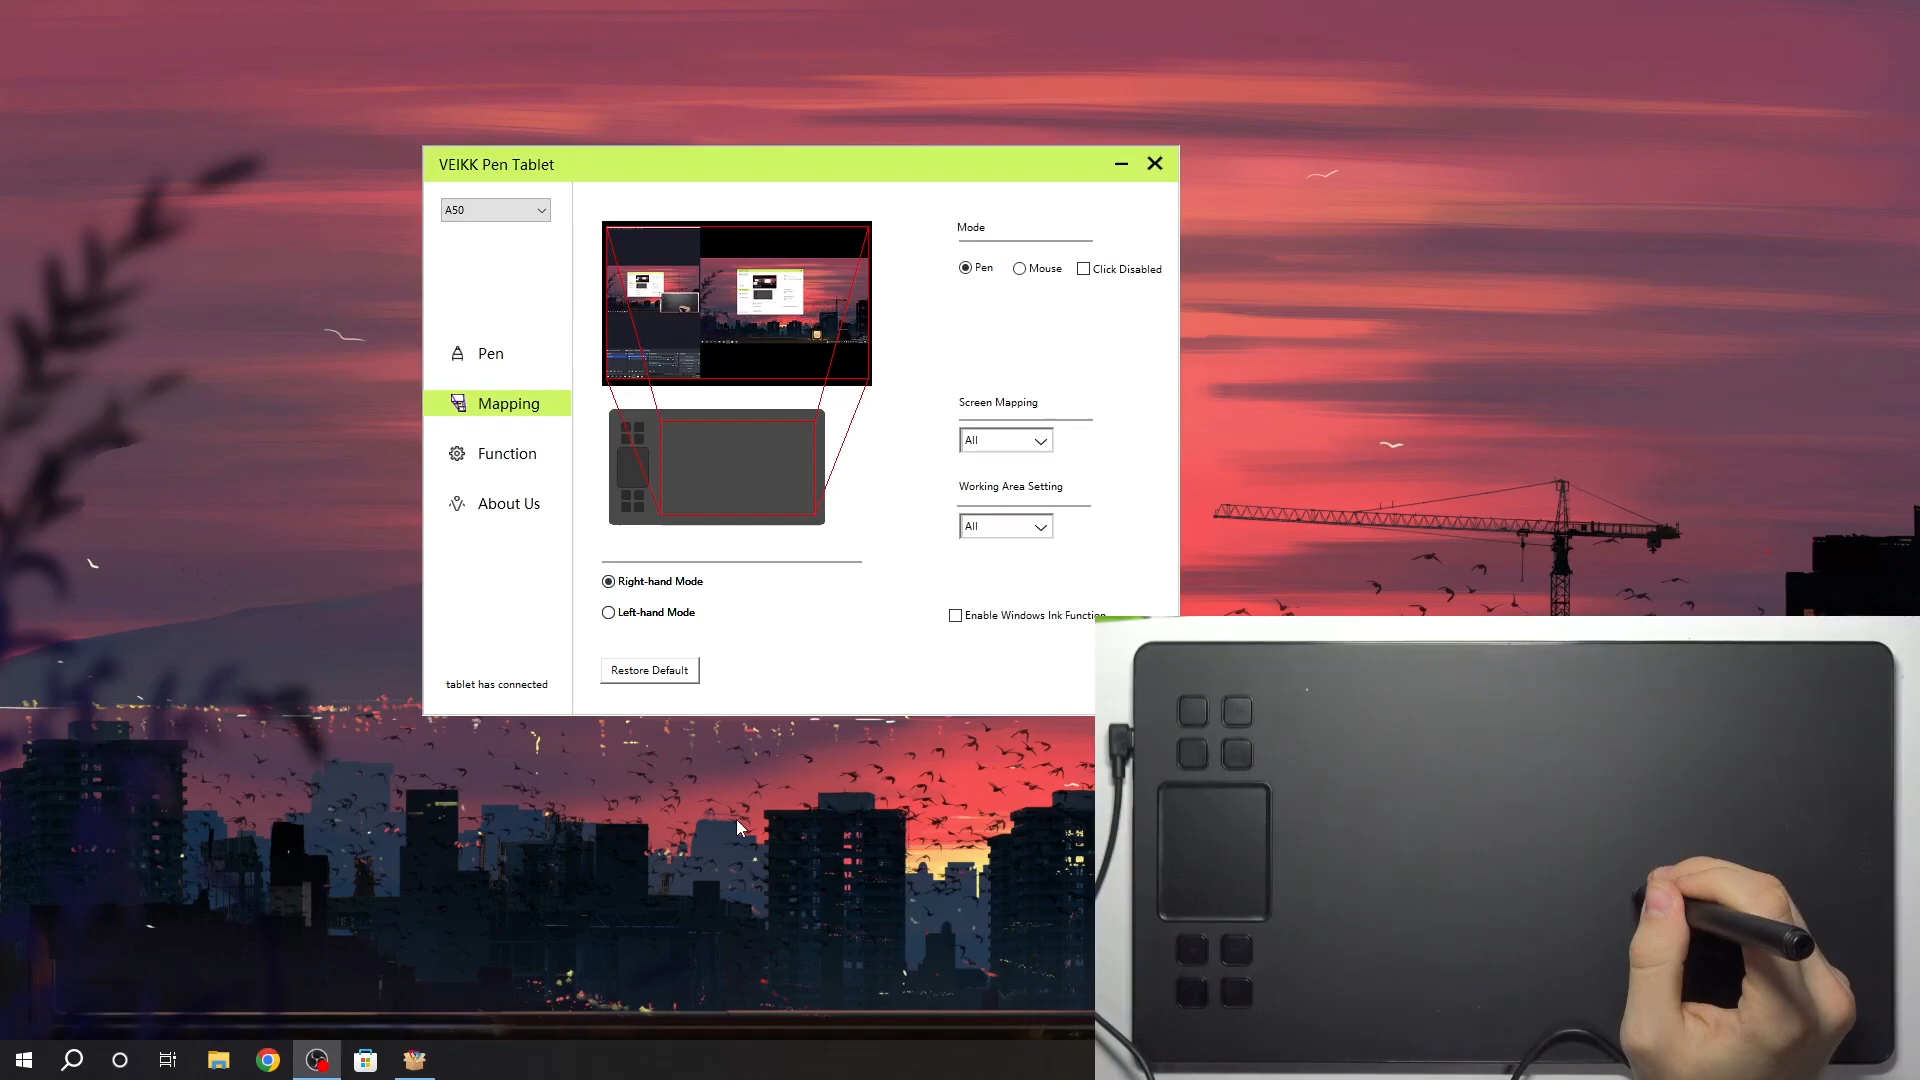 VEIKK Pen Tablet
A50
Mode
Pen
Mouse
Click Disabled
Pen
Mapping
Screen Mapping
All
Function
Working Area Setting
About Us
All
Right-hand Mode
Left-hand Mode
Enable Windows Ink Function
Restore Default
tablet has connected